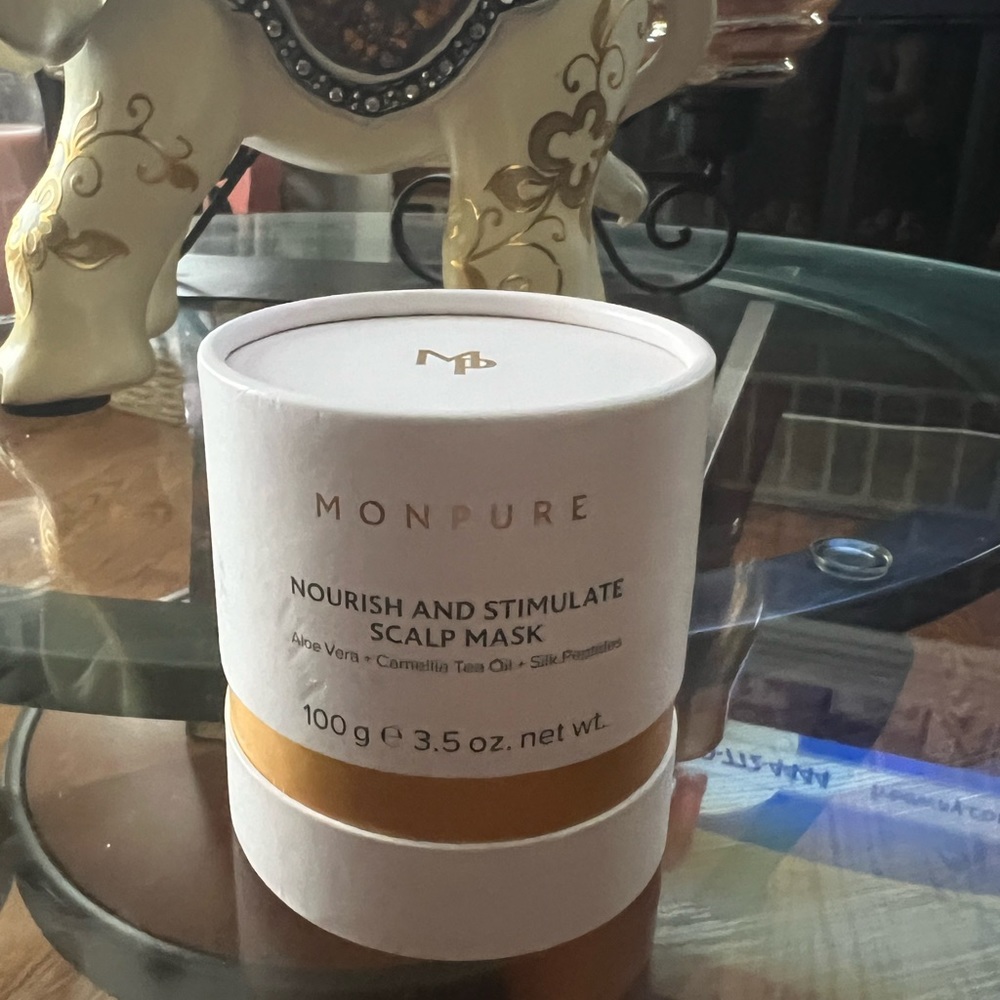 MONPURE
NOURISH AND STIMULATE
SCALP MASK
Aloe Vera + Camellia Tea Oil + Silk Peptides
100 g ℮ 3.5 oz. net wt.